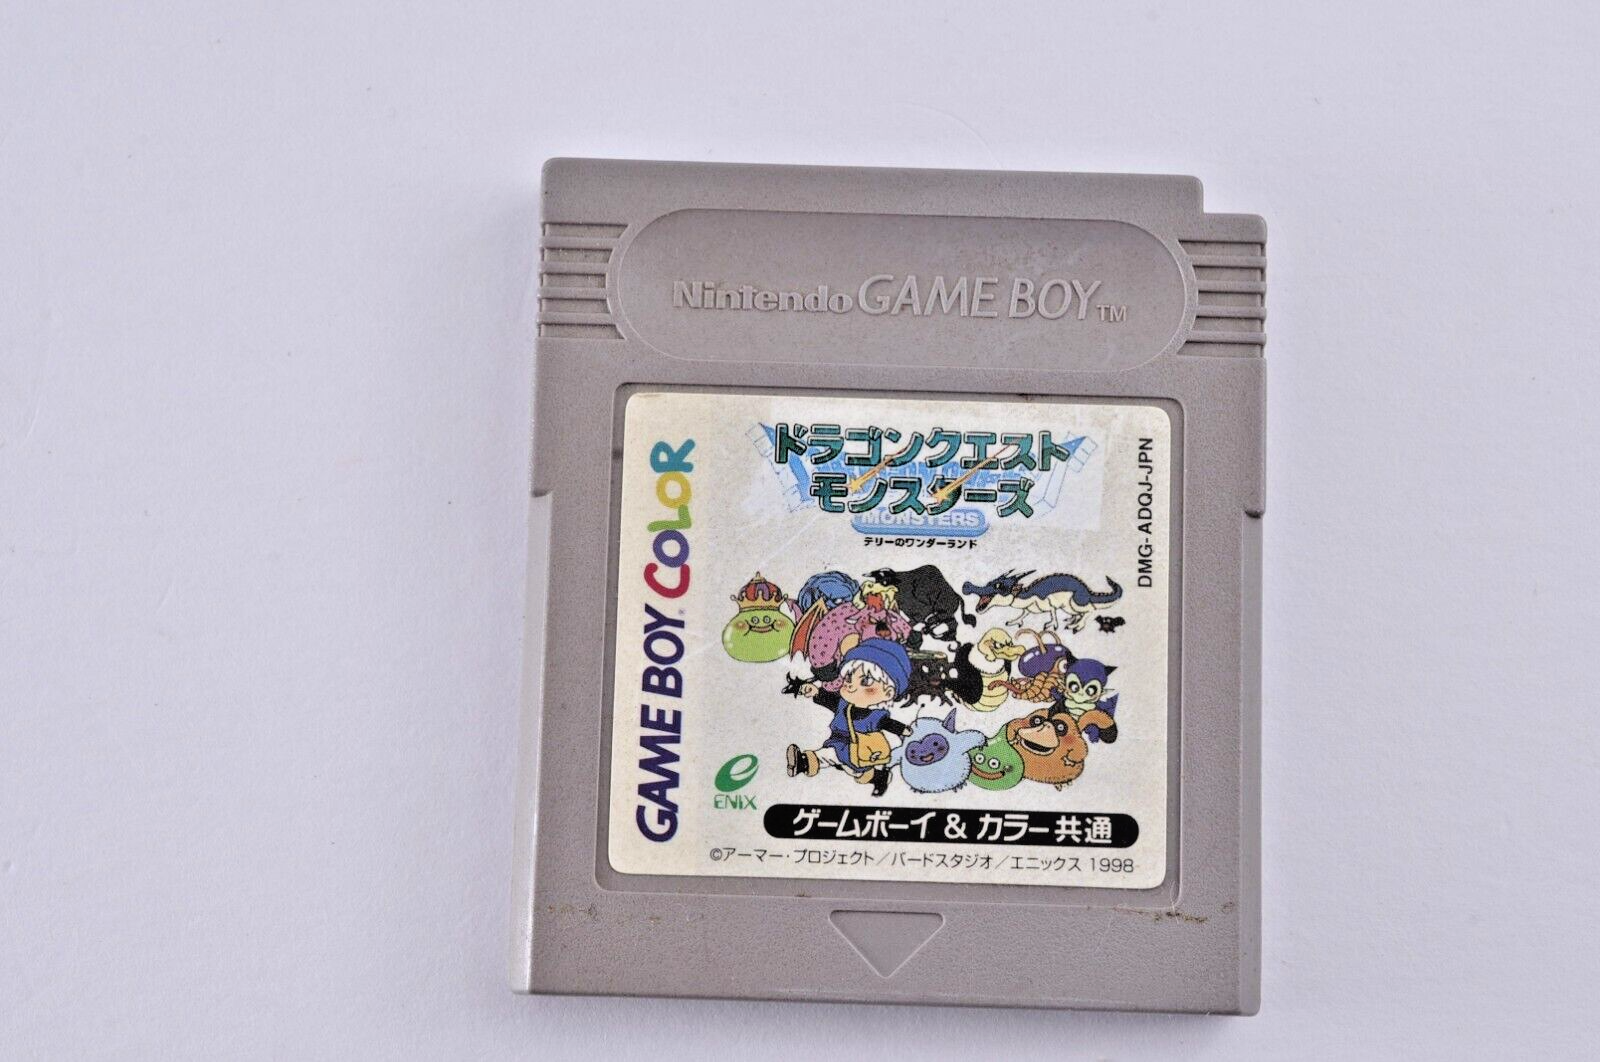 Nintendo GAME BOY TM
GAME BOY COLOR
ドラゴンクエスト
モンスターズ
MONSTERS
テリーのワンダーランド
DMG-ADQJ-JPN
ENIX
ゲームボーイ & カラー共通
©アーマー・プロジェクト/バードスタジオ/エニックス 1998